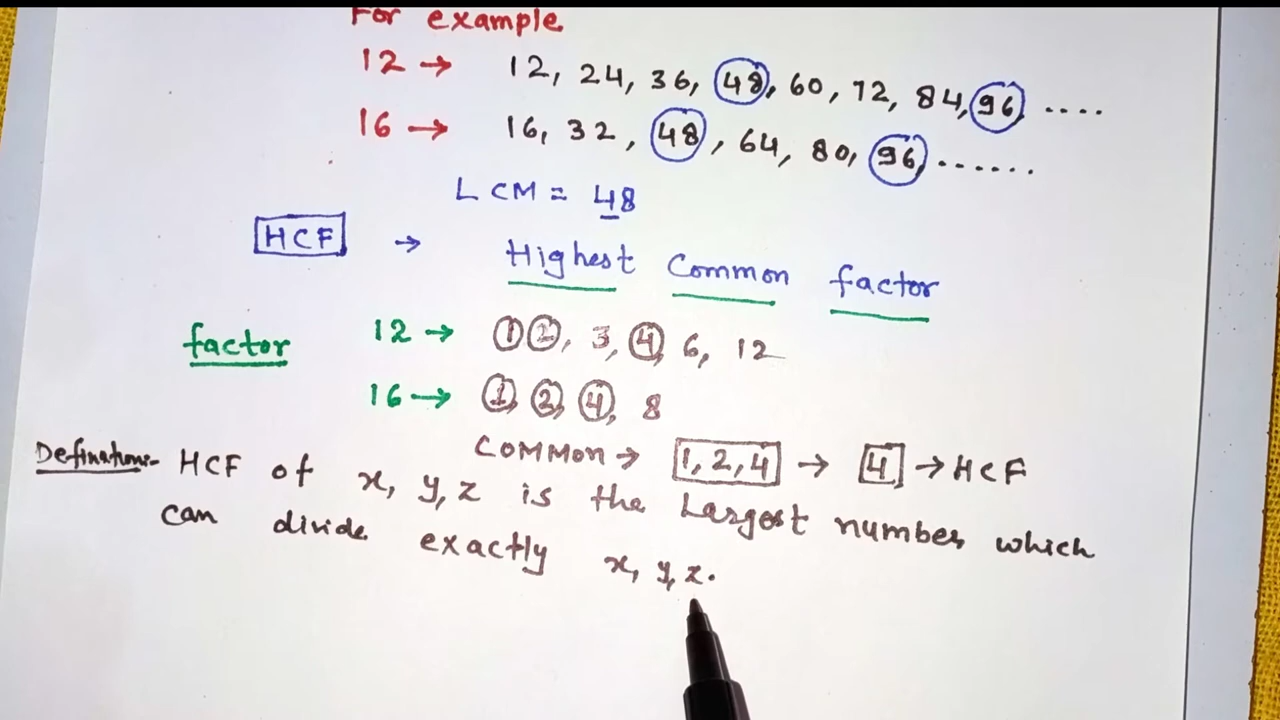 For example
12 → 12, 24, 36, 48, 60, 72, 84, 96, ....
16 → 16, 32, 48, 64, 80, 96, ......
LCM = 48
HCF → Highest Common factor
factor 12 → 1 2, 3, 4, 6, 12
16 → 1, 2, 4, 8
COMMON → 1, 2, 4 → 4 → HCF
Defination:- HCF of x, y, z is the Largest number which
can divide exactly x, y, z.